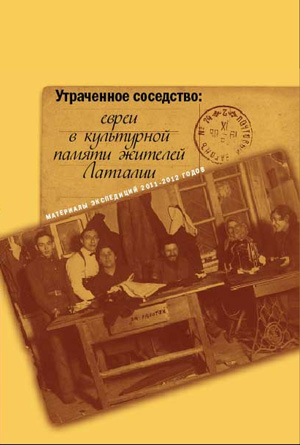 Утраченное соседство:
евреи
в культурной
памяти жителей
Латгалии
МАТЕРИАЛЫ ЭКСПЕДИЦИЙ 2011-2012 ГОДОВ